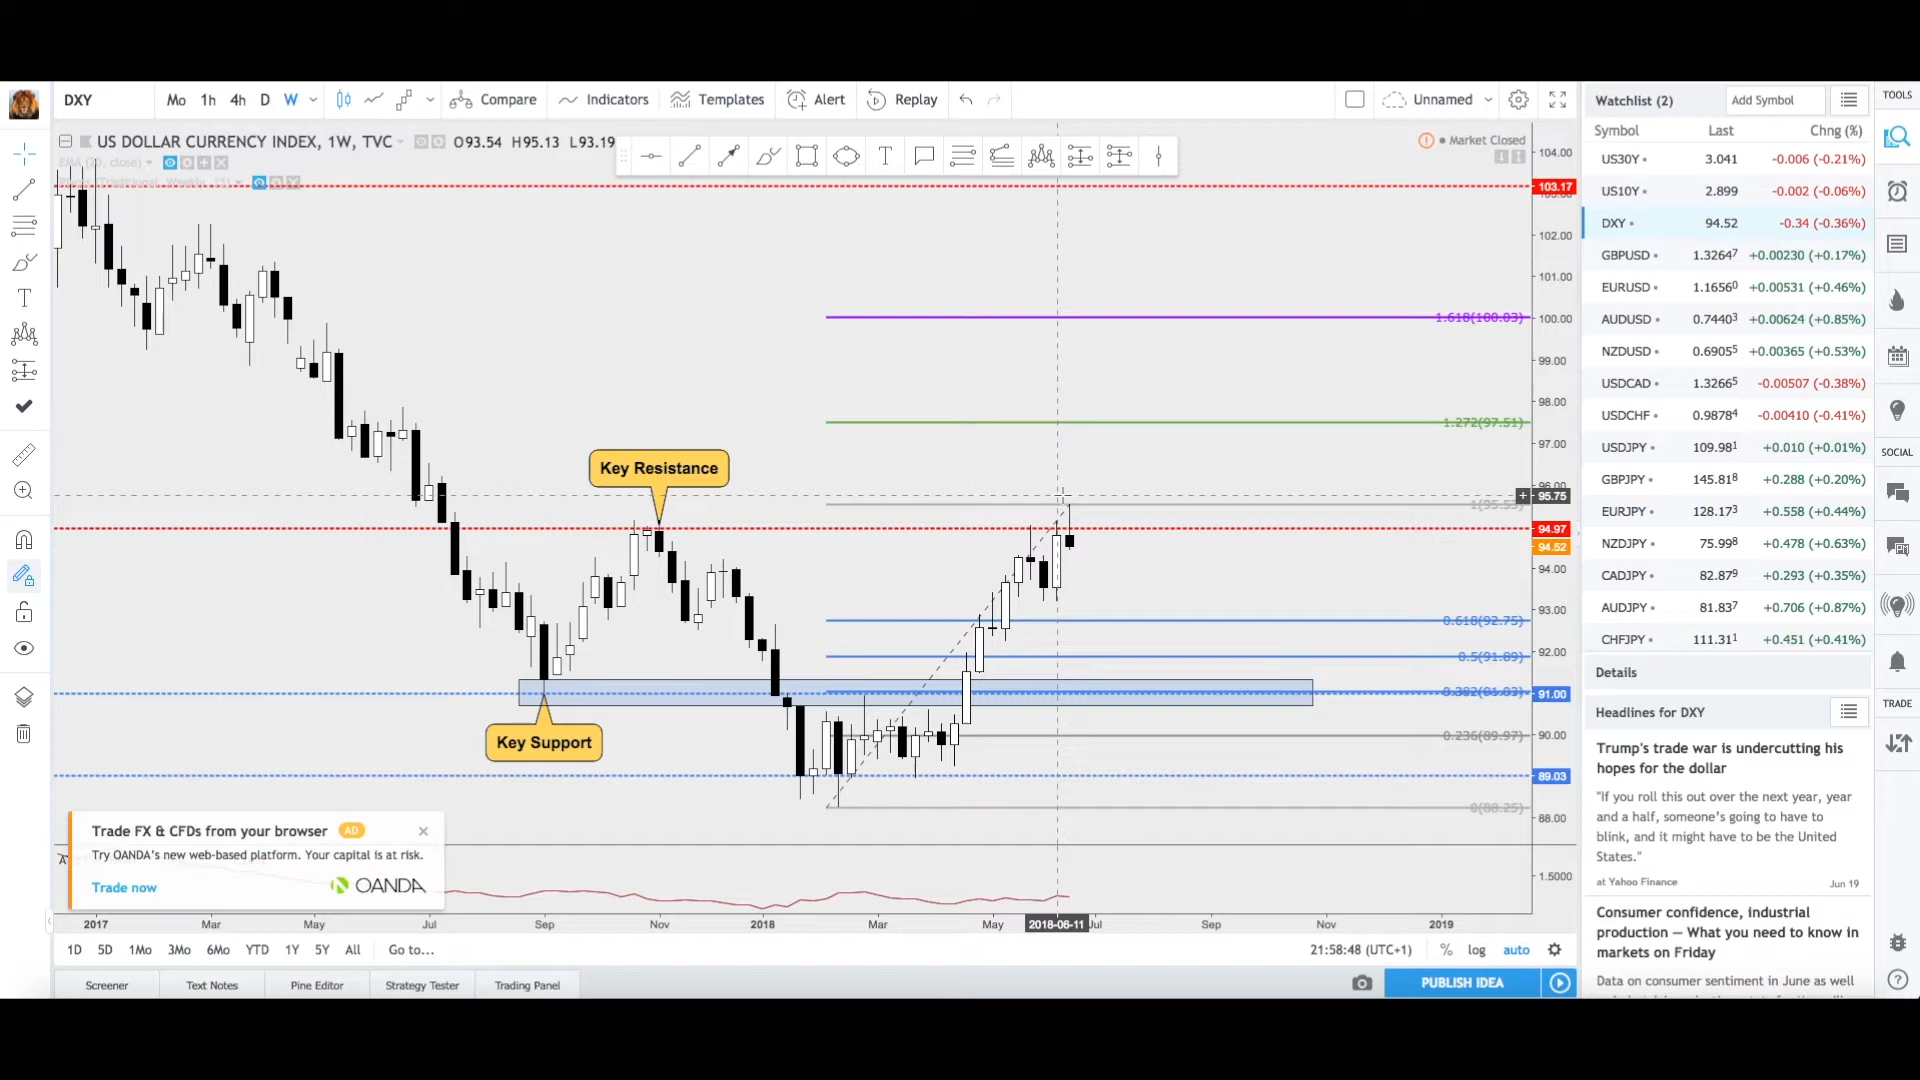 DXY
Mo 1h 4h D W
Compare
Indicators
Templates
Alert
Replay
Unnamed
US DOLLAR CURRENCY INDEX, 1W, TVC
O93.54 H95.13 L93.19
EMA (20, close)
Market Closed
104.00
103.17
102.00
101.00
100.00
99.00
98.00
97.00
96.00
95.75
94.97
94.52
94.00
93.00
92.00
91.00
90.00
89.03
88.00
1.5000
1.618(100.03)
1.272(97.51)
1(95.53)
0.618(92.75)
0.5(91.89)
0.382(91.03)
0.236(89.97)
0(88.25)
Key Resistance
Key Support
Trade FX & CFDs from your browser AD
Try OANDA's new web-based platform. Your capital is at risk.
Trade now
OANDA
2017 Mar May Jul Sep Nov 2018 Mar May 2018-06-11 Jul Sep Nov 2019
1D 5D 1Mo 3Mo 6Mo YTD 1Y 5Y All Go to...
21:58:48 (UTC+1) % log auto
Screener Text Notes Pine Editor Strategy Tester Trading Panel
PUBLISH IDEA
Watchlist (2) Add Symbol
Symbol Last Chng (%)
US30Y 3.041 -0.006 (-0.21%)
US10Y 2.899 -0.002 (-0.06%)
DXY 94.52 -0.34 (-0.36%)
GBPUSD 1.32647 +0.00230 (+0.17%)
EURUSD 1.16560 +0.00531 (+0.46%)
AUDUSD 0.74403 +0.00624 (+0.85%)
NZDUSD 0.69055 +0.00365 (+0.53%)
USDCAD 1.32665 -0.00507 (-0.38%)
USDCHF 0.98784 -0.00410 (-0.41%)
USDJPY 109.981 +0.010 (+0.01%)
GBPJPY 145.818 +0.288 (+0.20%)
EURJPY 128.173 +0.558 (+0.44%)
NZDJPY 75.998 +0.478 (+0.63%)
CADJPY 82.879 +0.293 (+0.35%)
AUDJPY 81.837 +0.706 (+0.87%)
CHFJPY 111.311 +0.451 (+0.41%)
Details
Headlines for DXY
Trump's trade war is undercutting his
hopes for the dollar
"If you roll this out over the next year, year
and a half, someone's going to have to
blink, and it might have to be the United
States."
at Yahoo Finance Jun 19
Consumer confidence, industrial
production — What you need to know in
markets on Friday
Data on consumer sentiment in June as well
TOOLS
SOCIAL
TRADE